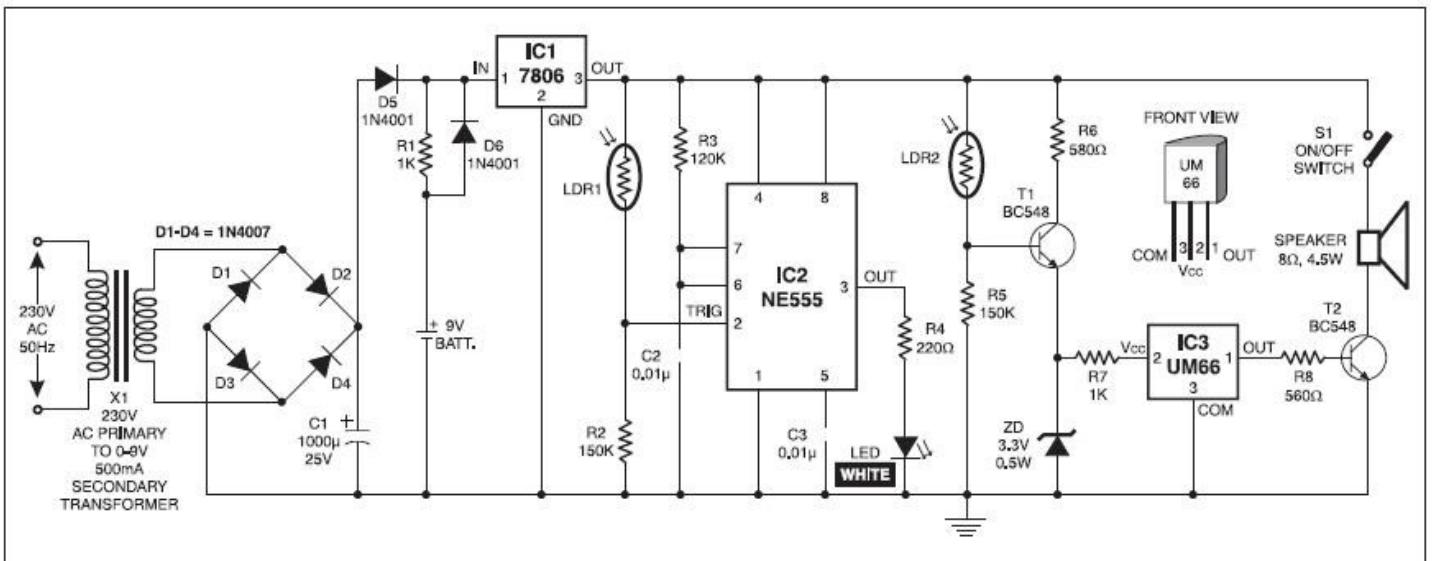 IC1
7806
IN
1
3
OUT
2
GND
D5
1N4001
R1
1K
D6
1N4001
LDR1
R3
120K
4
8
LDR2
R6
580Ω
FRONT VIEW
UM
66
S1
ON/OFF
SWITCH
T1
BC548
COM
3
2
1
OUT
Vcc
SPEAKER
8Ω, 4.5W
D1-D4 = 1N4007
D1
D2
D3
D4
230V
AC
50Hz
X1
230V
AC PRIMARY
TO 0-9V
500mA
SECONDARY
TRANSFORMER
C1
1000µ
25V
+
+
9V
BATT.
7
6
TRIG
2
IC2
NE555
3
OUT
1
5
C2
0.01µ
R2
150K
C3
0.01µ
R4
220Ω
LED
WHITE
R5
150K
R7
1K
Vcc
2
IC3
UM66
1
OUT
3
COM
R8
560Ω
T2
BC548
ZD
3.3V
0.5W